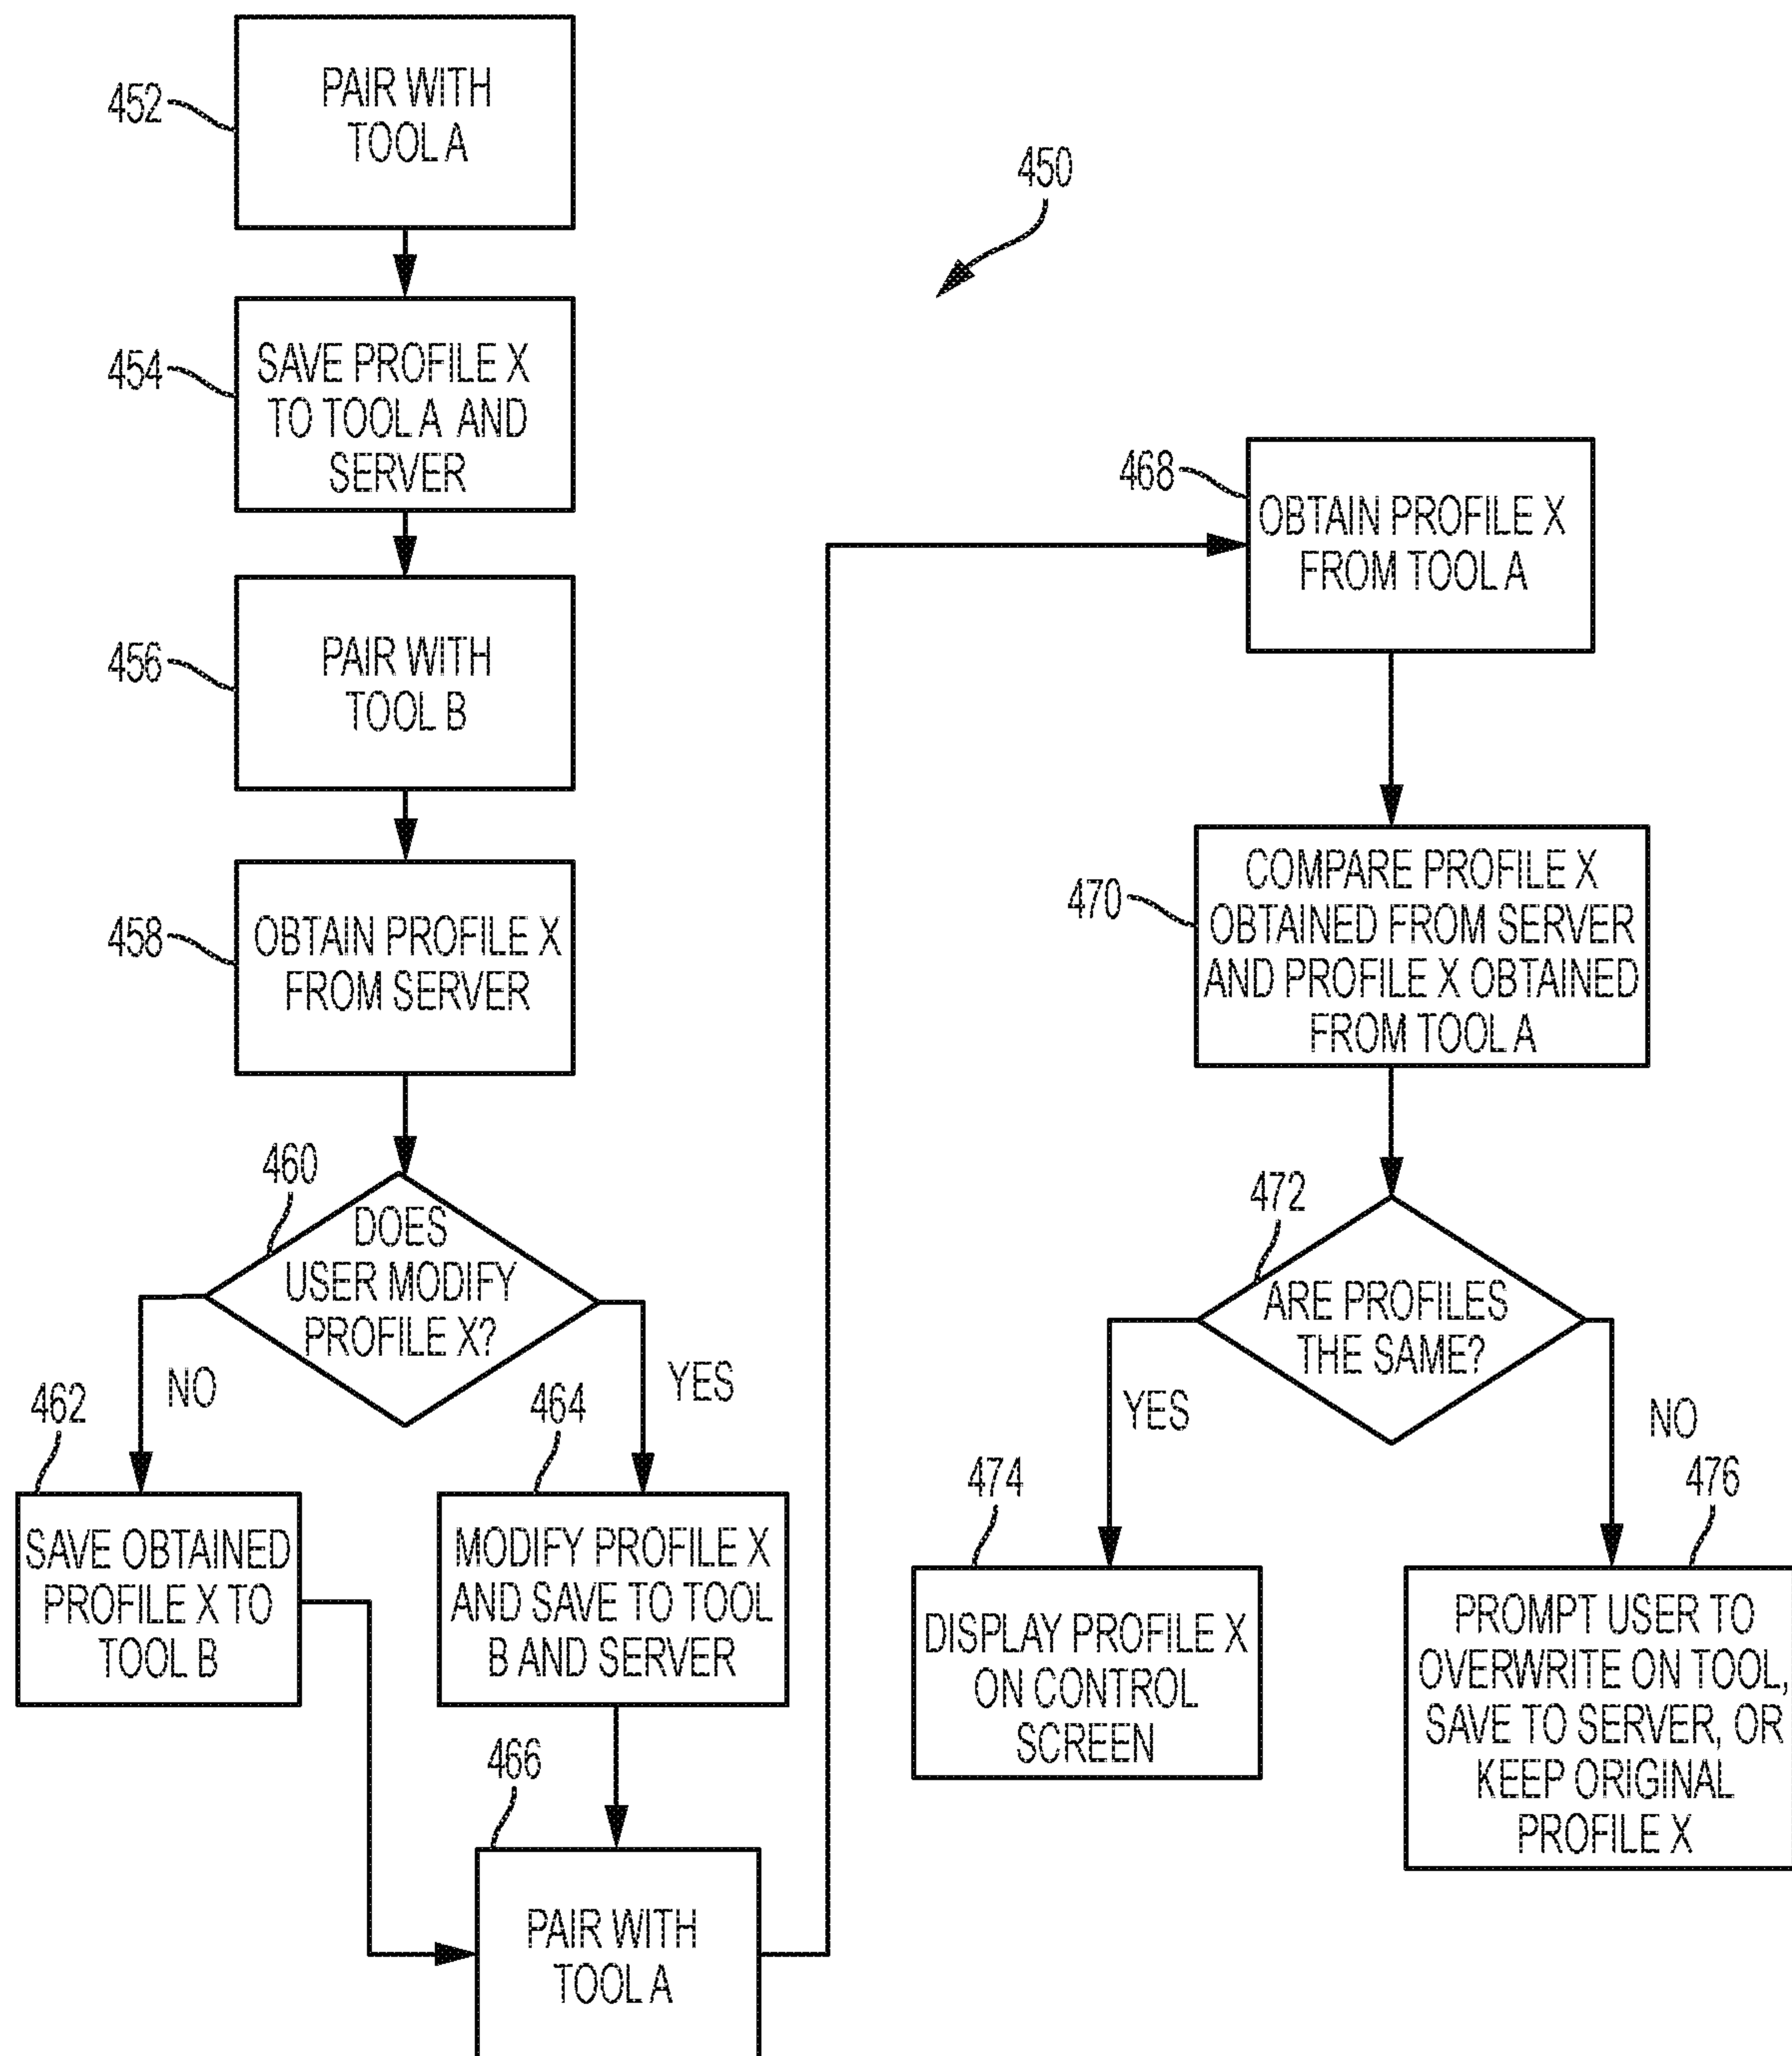 452
PAIR WITH
TOOL A
450
454
SAVE PROFILE X
TO TOOL A AND
SERVER
456
PAIR WITH
TOOL B
458
OBTAIN PROFILE X
FROM SERVER
460
DOES
USER MODIFY
PROFILE X?
NO
YES
462
SAVE OBTAINED
PROFILE X TO
TOOL B
464
MODIFY PROFILE X
AND SAVE TO TOOL
B AND SERVER
466
PAIR WITH
TOOL A
468
OBTAIN PROFILE X
FROM TOOL A
470
COMPARE PROFILE X
OBTAINED FROM SERVER
AND PROFILE X OBTAINED
FROM TOOL A
472
ARE PROFILES
THE SAME?
YES
NO
474
DISPLAY PROFILE X
ON CONTROL
SCREEN
476
PROMPT USER TO
OVERWRITE ON TOOL,
SAVE TO SERVER, OR
KEEP ORIGINAL
PROFILE X